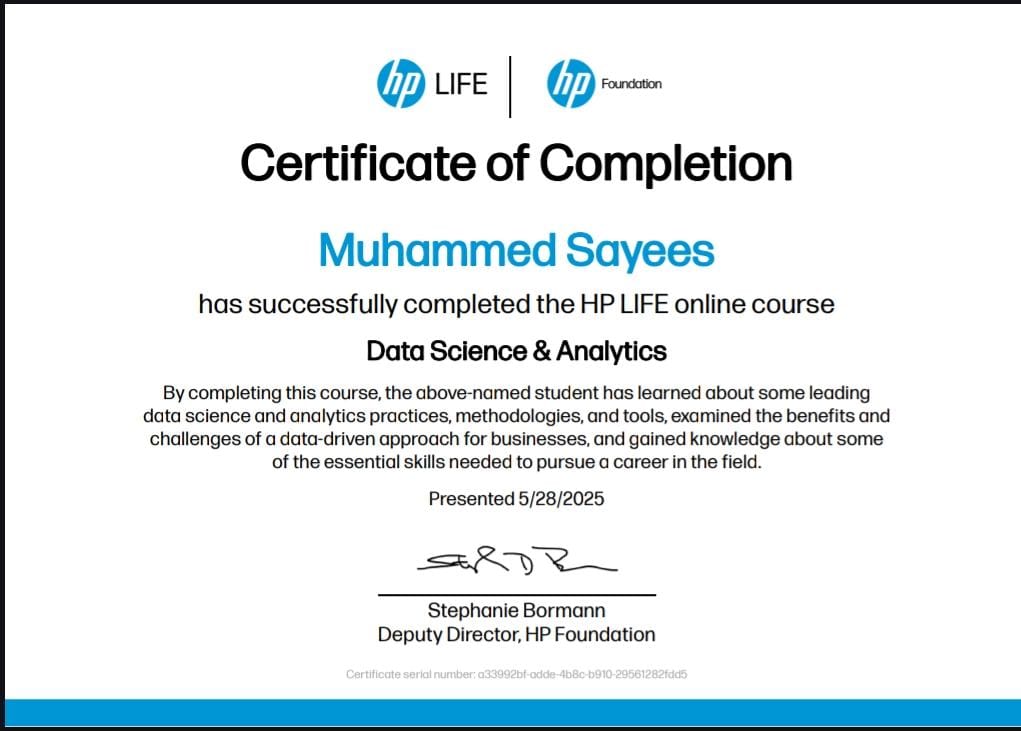 hp LIFE | hp Foundation
Certificate of Completion
Muhammed Sayees
has successfully completed the HP LIFE online course
Data Science & Analytics
By completing this course, the above-named student has learned about some leading
data science and analytics practices, methodologies, and tools, examined the benefits and
challenges of a data-driven approach for businesses, and gained knowledge about some
of the essential skills needed to pursue a career in the field.
Presented 5/28/2025
Stephanie Bormann
Deputy Director, HP Foundation
Certificate serial number: a33992bf-adde-4b8c-b910-29561282fdd5